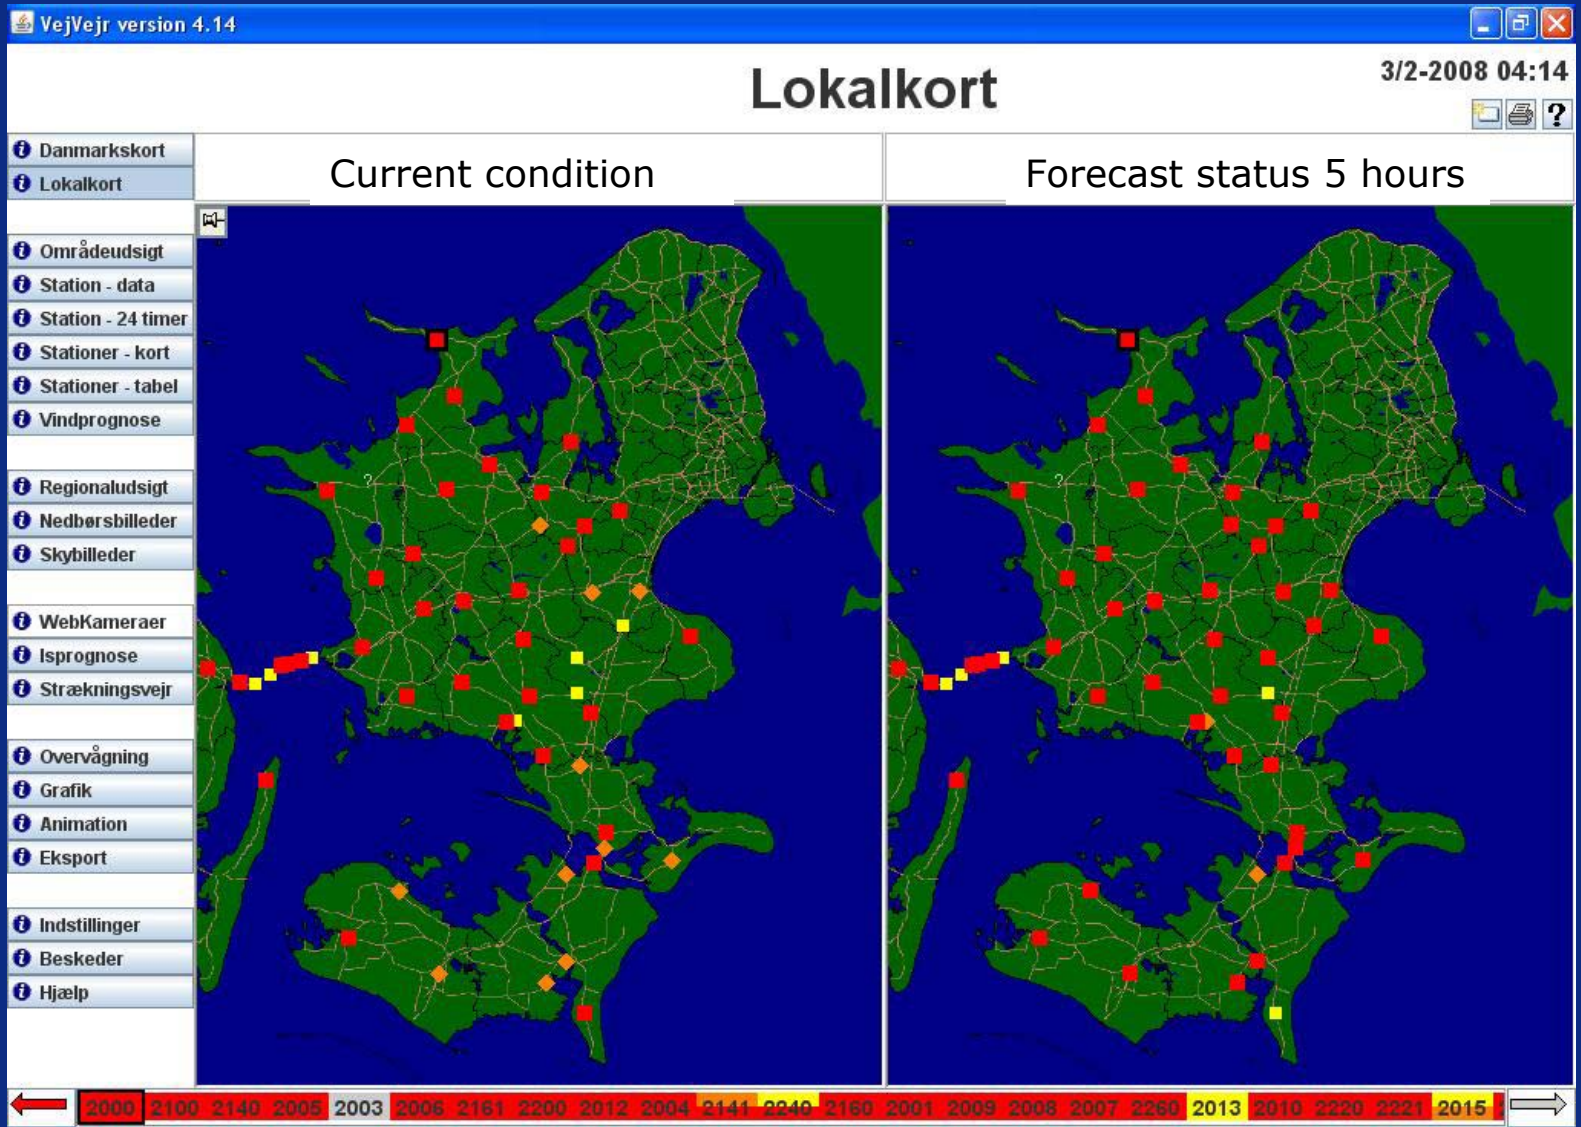 VejVejr version 4.14
Lokalkort
3/2-2008 04:14
?
Danmarkskort
Lokalkort
Områdeudsigt
Station - data
Station - 24 timer
Stationer - kort
Stationer - tabel
Vindprognose
Regionaludsigt
Nedbørsbilleder
Skybilleder
WebKameraer
Isprognose
Strækningsvejr
Overvågning
Grafik
Animation
Eksport
Indstillinger
Beskeder
Hjælp
Current condition
?
Forecast status 5 hours
?
2000 2100 2140 2005 2003 2006 2161 2200 2012 2004 2141 2240 2160 2001 2009 2008 2007 2260 2013 2010 2220 2221 2015